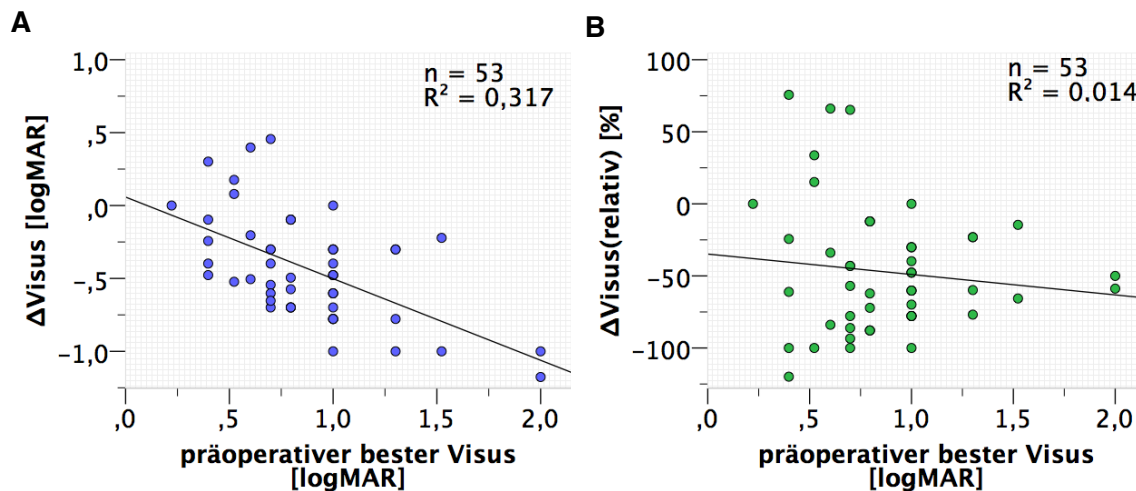 A
1,0
,5
,0
-,5
-1,0
ΔVisus [logMAR]
n = 53
R² = 0,317
,0
,5
1,0
1,5
2,0
präoperativer bester Visus
[logMAR]
B
100
50
0
-50
-100
ΔVisus(relativ) [%]
n = 53
R² = 0.014
,0
,5
1,0
1,5
2,0
präoperativer bester Visus
[logMAR]